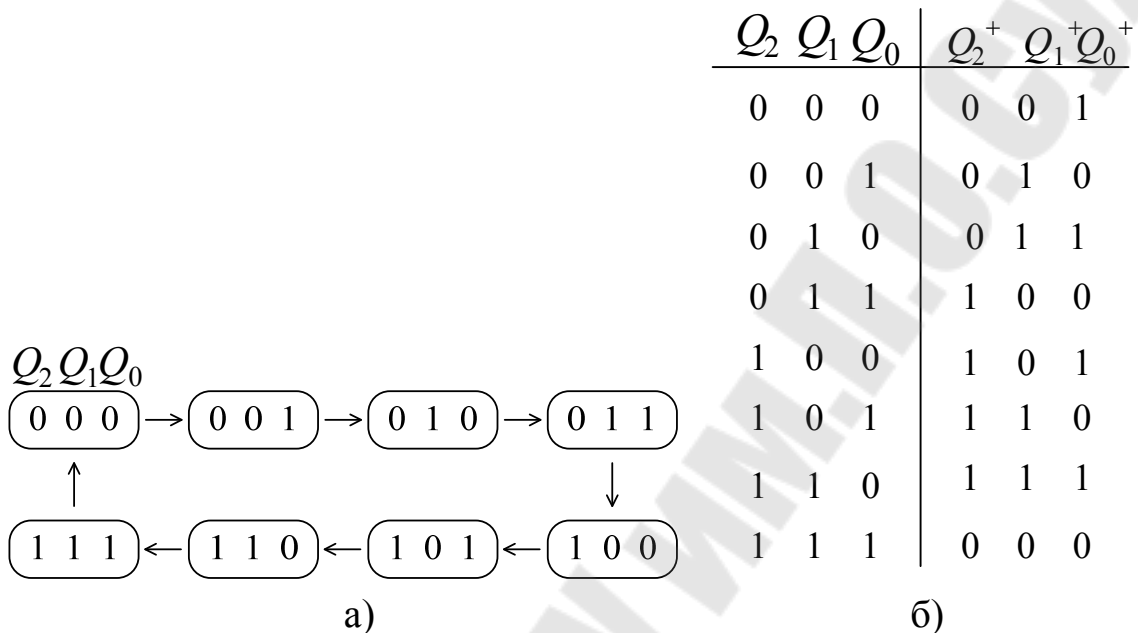 Q₂ Q₁ Q₀ Q₂⁺ Q₁⁺ Q₀⁺
0 0 0 0 0 1
0 0 1 0 1 0
0 1 0 0 1 1
0 1 1 1 0 0
1 0 0 1 0 1
1 0 1 1 1 0
1 1 0 1 1 1
1 1 1 0 0 0
Q₂ Q₁ Q₀
0 0 0 → 0 0 1 → 0 1 0 → 0 1 1
1 1 1 ← 1 1 0 ← 1 0 1 ← 1 0 0
а) б)
им.П.О.Су